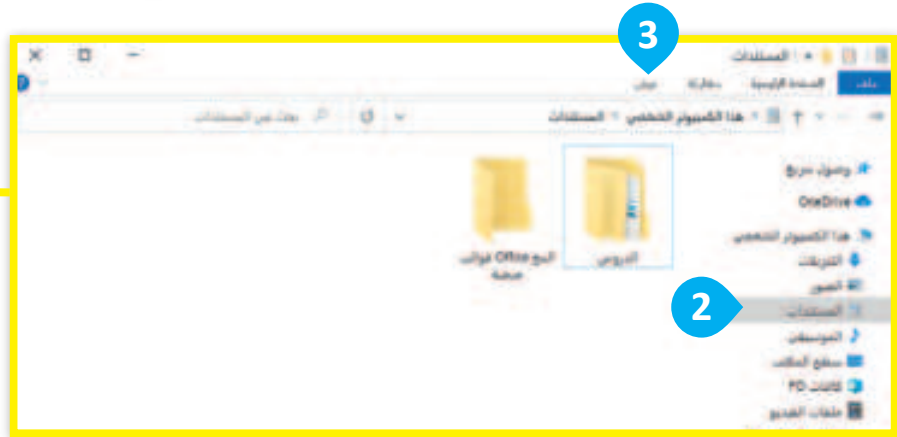 3
المستندات
ملف الصفحة الرئيسية مشاركة عرض
هذا الكمبيوتر الشخصي المستندات
بحث في المستندات
وصول سريع
OneDrive
هذا الكمبيوتر الشخصي
التنزيلات
الصور
2
المستندات
الموسيقى
سطح المكتب
كائنات
ملفات الفيديو
الدروس
Office قوالب